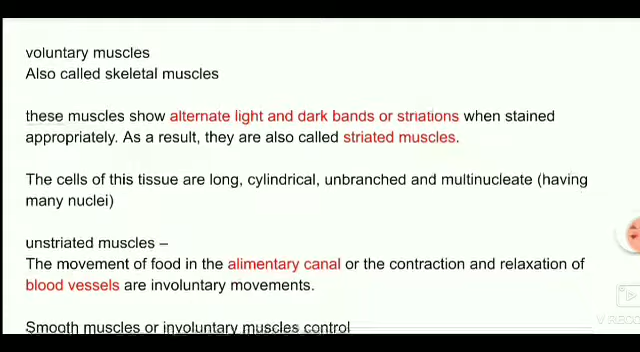 voluntary muscles
Also called skeletal muscles
these muscles show alternate light and dark bands or striations when stained
appropriately. As a result, they are also called striated muscles.
The cells of this tissue are long, cylindrical, unbranched and multinucleate (having
many nuclei)
unstriated muscles –
The movement of food in the alimentary canal or the contraction and relaxation of
blood vessels are involuntary movements.
Smooth muscles or involuntary muscles control